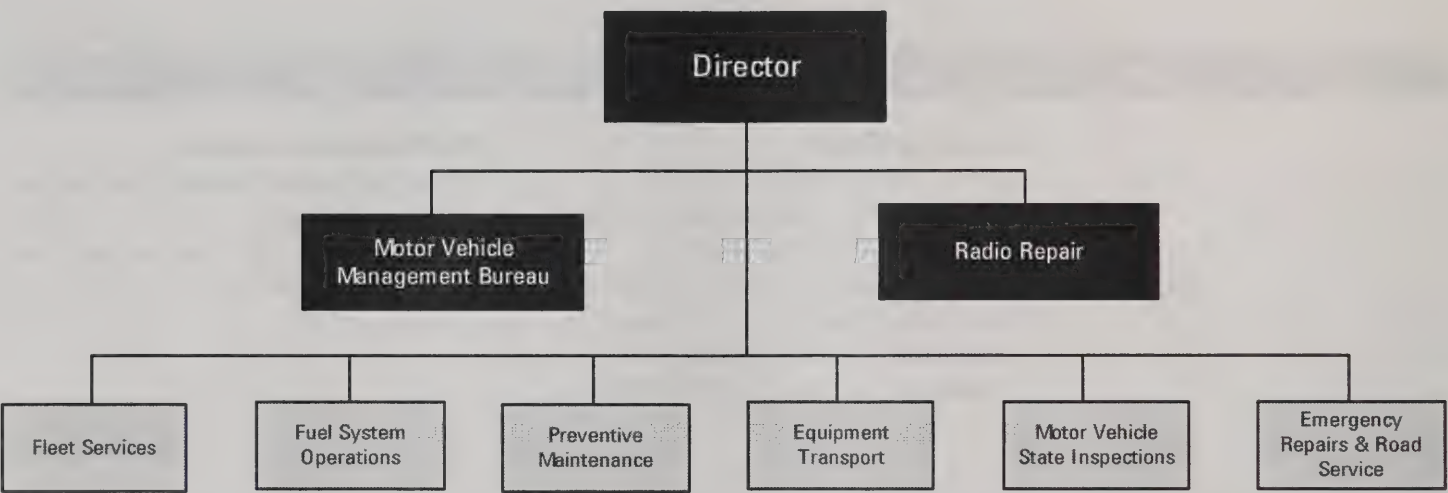 Director
Motor Vehicle
Management Bureau
Radio Repair
Fleet Services
Fuel System
Operations
Preventive
Maintenance
Equipment
Transport
Motor Vehicle
State Inspections
Emergency
Repairs & Road
Service